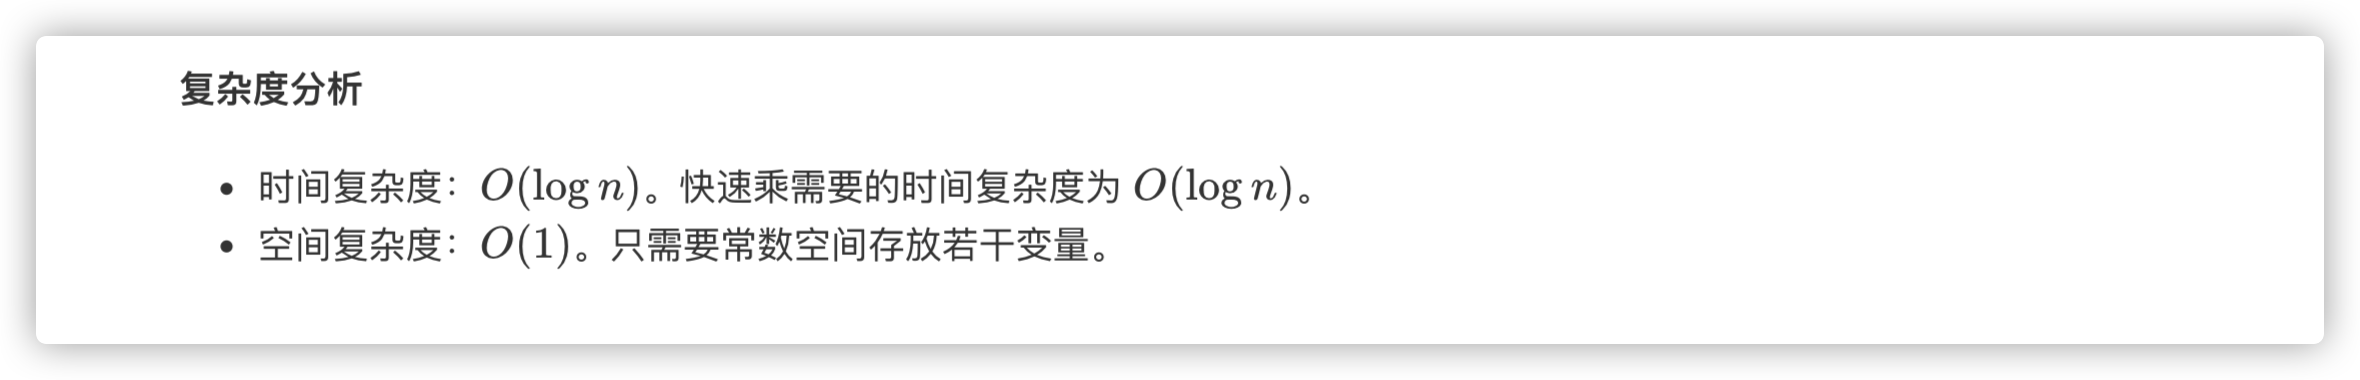 复杂度分析
• 时间复杂度：O(log n)。快速乘需要的时间复杂度为 O(log n)。
• 空间复杂度：O(1)。只需要常数空间存放若干变量。